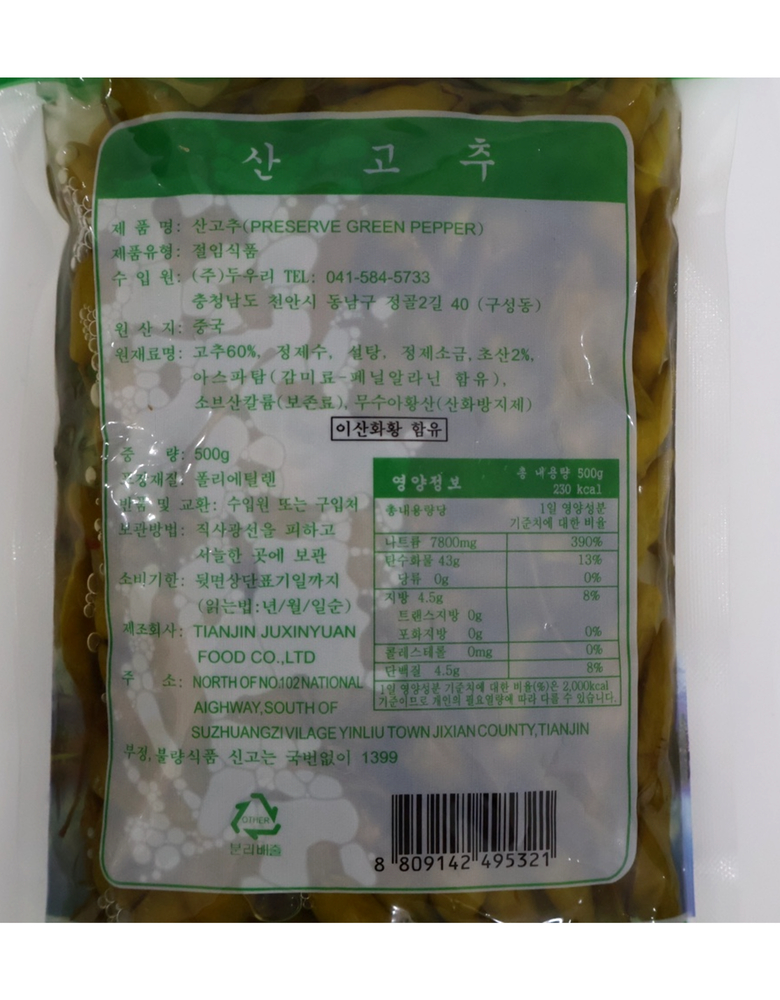 산 고 추
제 품 명: 산고추(PRESERVE GREEN PEPPER)
제품유형: 절임식품
수 입 원: (주)두우리 TEL: 041-584-5733
충청남도 천안시 동남구 정골2길 40 (구성동)
원 산 지: 중국
원재료명: 고추60%, 정제수, 설탕, 정제소금, 초산2%,
아스파탐(감미료-페닐알라닌 함유),
소브산칼륨(보존료), 무수아황산(산화방지제)
이산화황 함유
중 량: 500g
포장재질: 폴리에틸렌
반품 및 교환: 수입원 또는 구입처
보관방법: 직사광선을 피하고
서늘한 곳에 보관
소비기한: 뒷면상단표기일까지
(읽는법:년/월/일순)
제조회사: TIANJIN JUXINYUAN
FOOD CO.,LTD
주 소: NORTH OF NO.102 NATIONAL
AIGHWAY,SOUTH OF
SUZHUANGZI VILAGE YINLIU TOWN JIXIAN COUNTY,TIANJIN
부정,불량식품 신고는 국번없이 1399
영양정보
총 내용량 500g
230 kcal
총내용량당 1일 영양성분
기준치에 대한 비율
나트륨 7800mg 390%
탄수화물 43g 13%
당류 0g 0%
지방 4.5g 8%
트랜스지방 0g
포화지방 0g 0%
콜레스테롤 0mg 0%
단백질 4.5g 8%
1일 영양성분 기준치에 대한 비율(%)은 2,000kcal
기준이므로 개인의 필요열량에 따라 다를 수 있습니다.
OTHER
분리배출
8 809142 495321